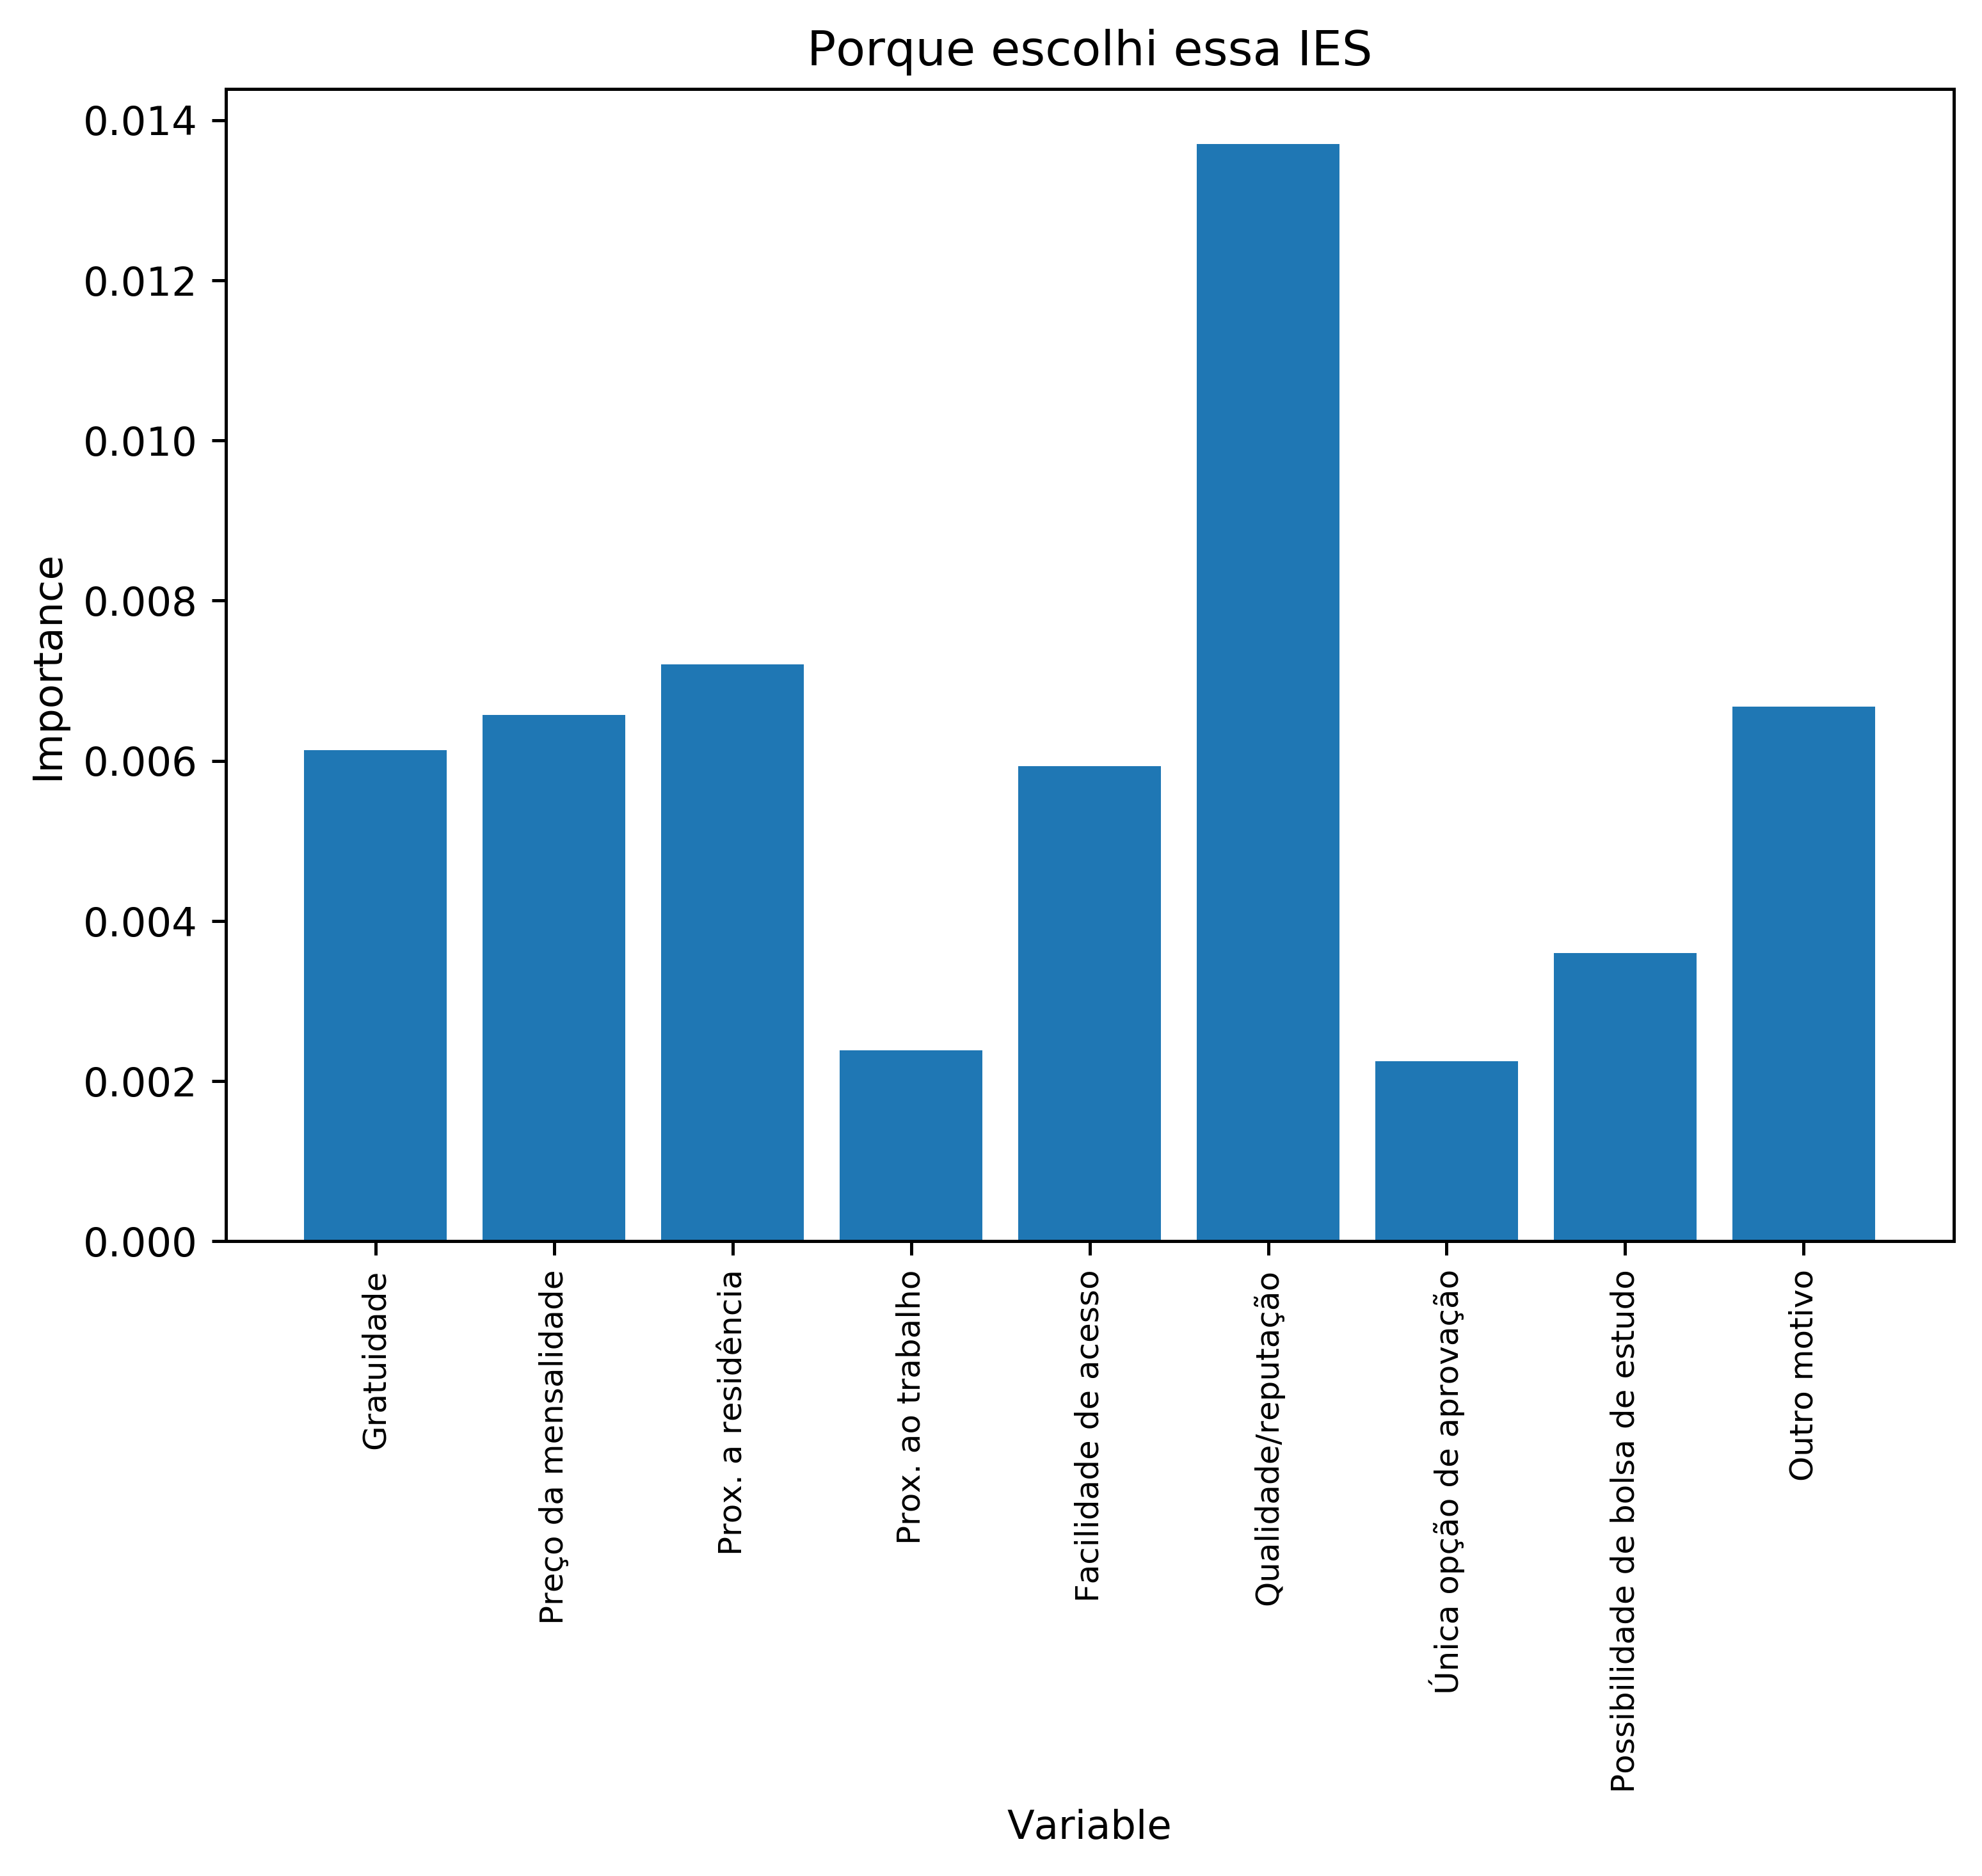 Porque escolhi essa IES
Importance
0.014
0.012
0.010
0.008
0.006
0.004
0.002
0.000
Gratuidade
Preço da mensalidade
Prox. a residência
Prox. ao trabalho
Facilidade de acesso
Qualidade/reputação
Única opção de aprovação
Possibilidade de bolsa de estudo
Outro motivo
Variable